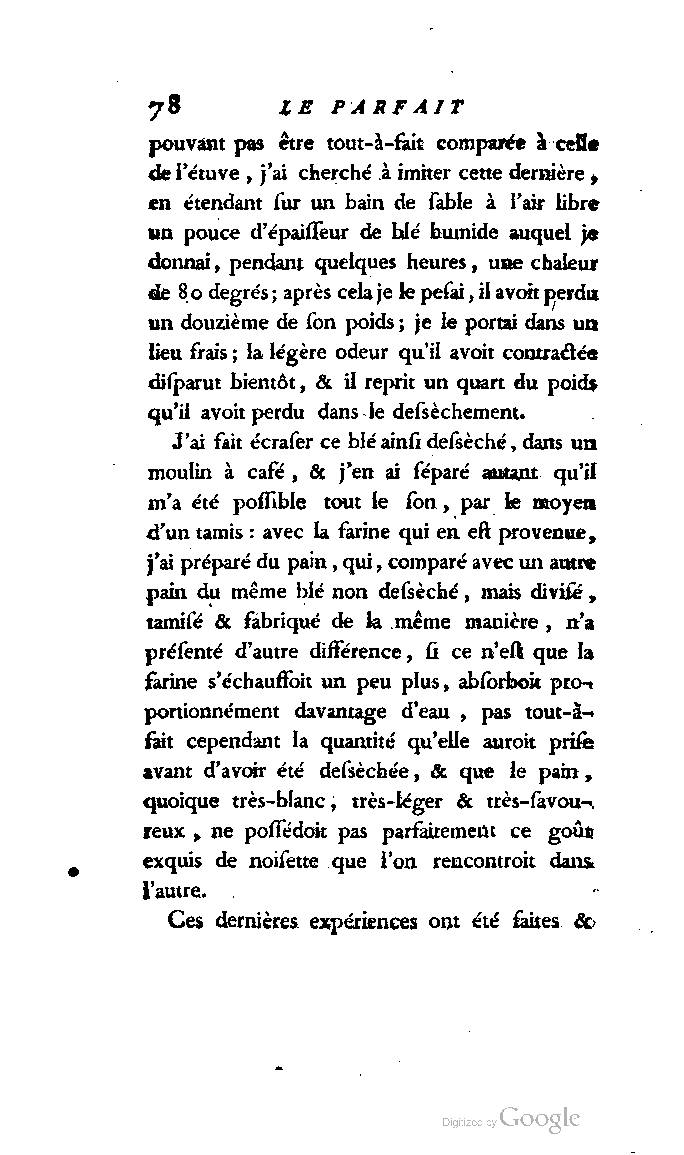 78 LE PARFAIT
pouvant pas être tout-à-fait comparée à celle
de l'étuve, j'ai cherché à imiter cette dernière,
en étendant ſur un bain de ſable à l'air libre
un pouce d'épaiſſeur de blé humide auquel je
donnai, pendant quelques heures, une chaleur
de 80 degrés; après cela je le peſai, il avoit perdu
un douzième de ſon poids; je le portai dans un
lieu frais; la légère odeur qu'il avoit contractée
diſparut bientôt, & il reprit un quart du poids
qu'il avoit perdu dans le deſsèchement.
J'ai fait écraſer ce blé ainſi deſsèché, dans un
moulin à café, & j'en ai ſéparé autant qu'il
m'a été poſſible tout le ſon, par le moyen
d'un tamis : avec la farine qui en eſt provenue,
j'ai préparé du pain, qui, comparé avec un autre
pain du même blé non deſsèché, mais diviſé,
tamiſé & fabriqué de la même manière, n'a
préſenté d'autre différence, ſi ce n'eſt que la
farine s'échauffoit un peu plus, abſorboit pro-
portionnément davantage d'eau, pas tout-à-
fait cependant la quantité qu'elle auroit priſe
avant d'avoir été deſsèchée, & que le pain,
quoique très-blanc, très-léger & très-ſavou-
reux, ne poſſédoit pas parfaitement ce goût
exquis de noiſette que l'on rencontroit dans
l'autre.
Ces dernières expériences ont été faites &
Digitized by Google